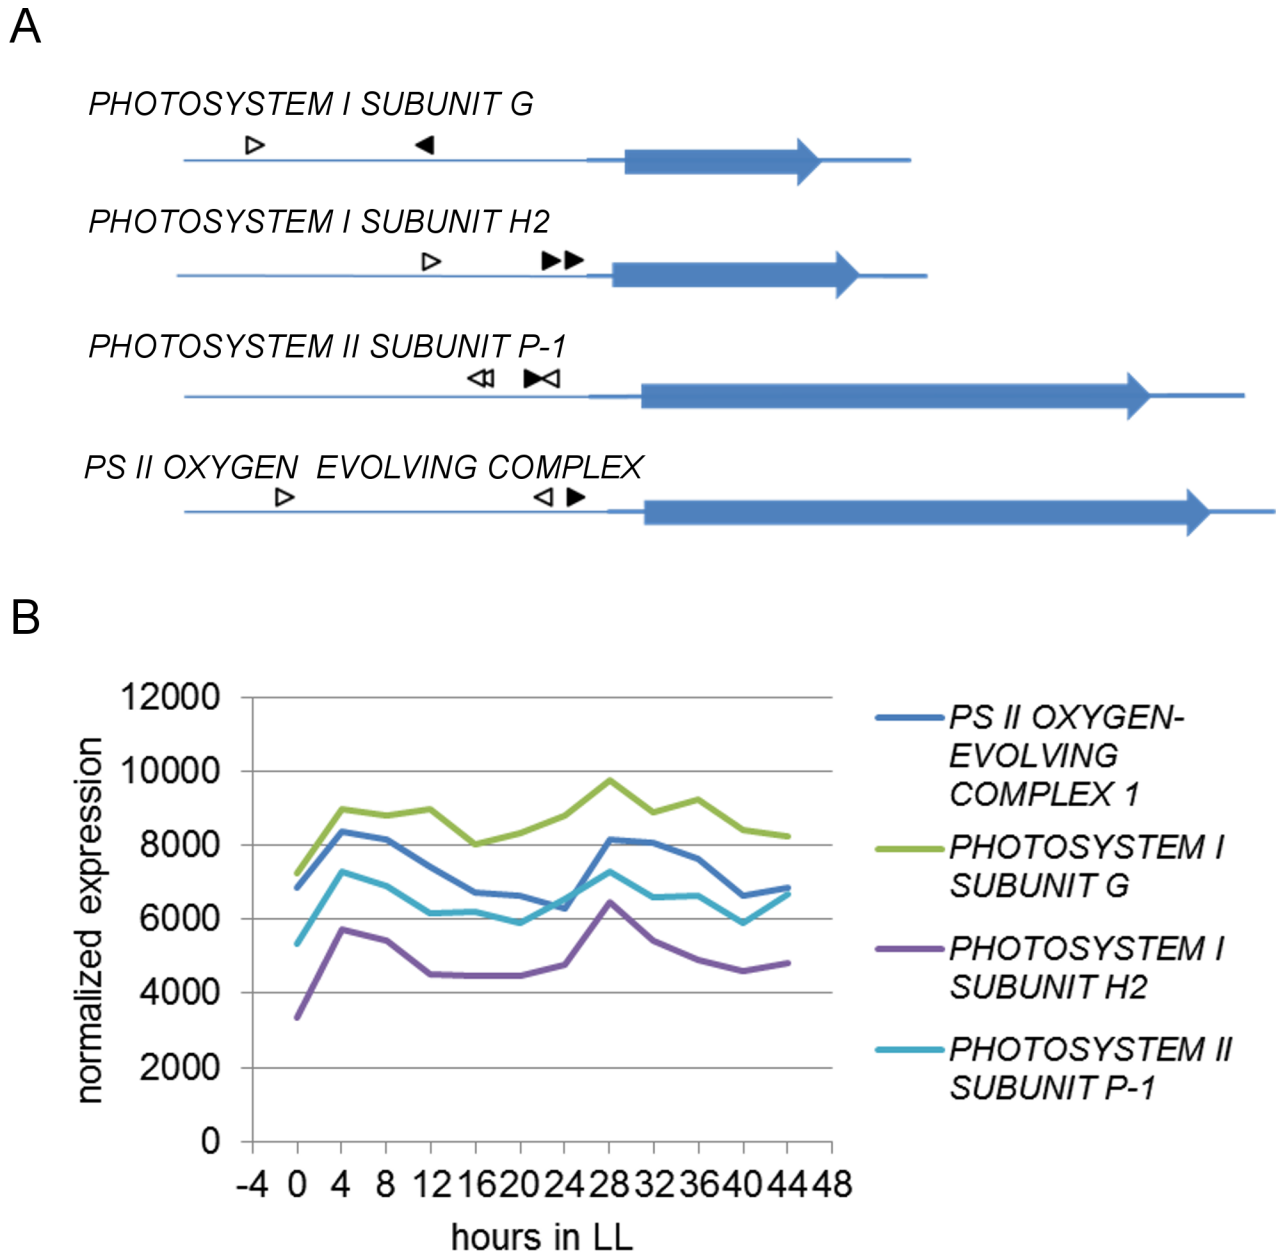 A
PHOTOSYSTEM I SUBUNIT G
PHOTOSYSTEM I SUBUNIT H2
PHOTOSYSTEM II SUBUNIT P-1
PS II OXYGEN  EVOLVING COMPLEX
B
12000
10000
8000
6000
4000
2000
0
normalized expression
-4 0 4 8 12 16 20 24 28 32 36 40 44 48
hours in LL
PS II OXYGEN-
EVOLVING
COMPLEX 1
PHOTOSYSTEM I
SUBUNIT G
PHOTOSYSTEM I
SUBUNIT H2
PHOTOSYSTEM II
SUBUNIT P-1